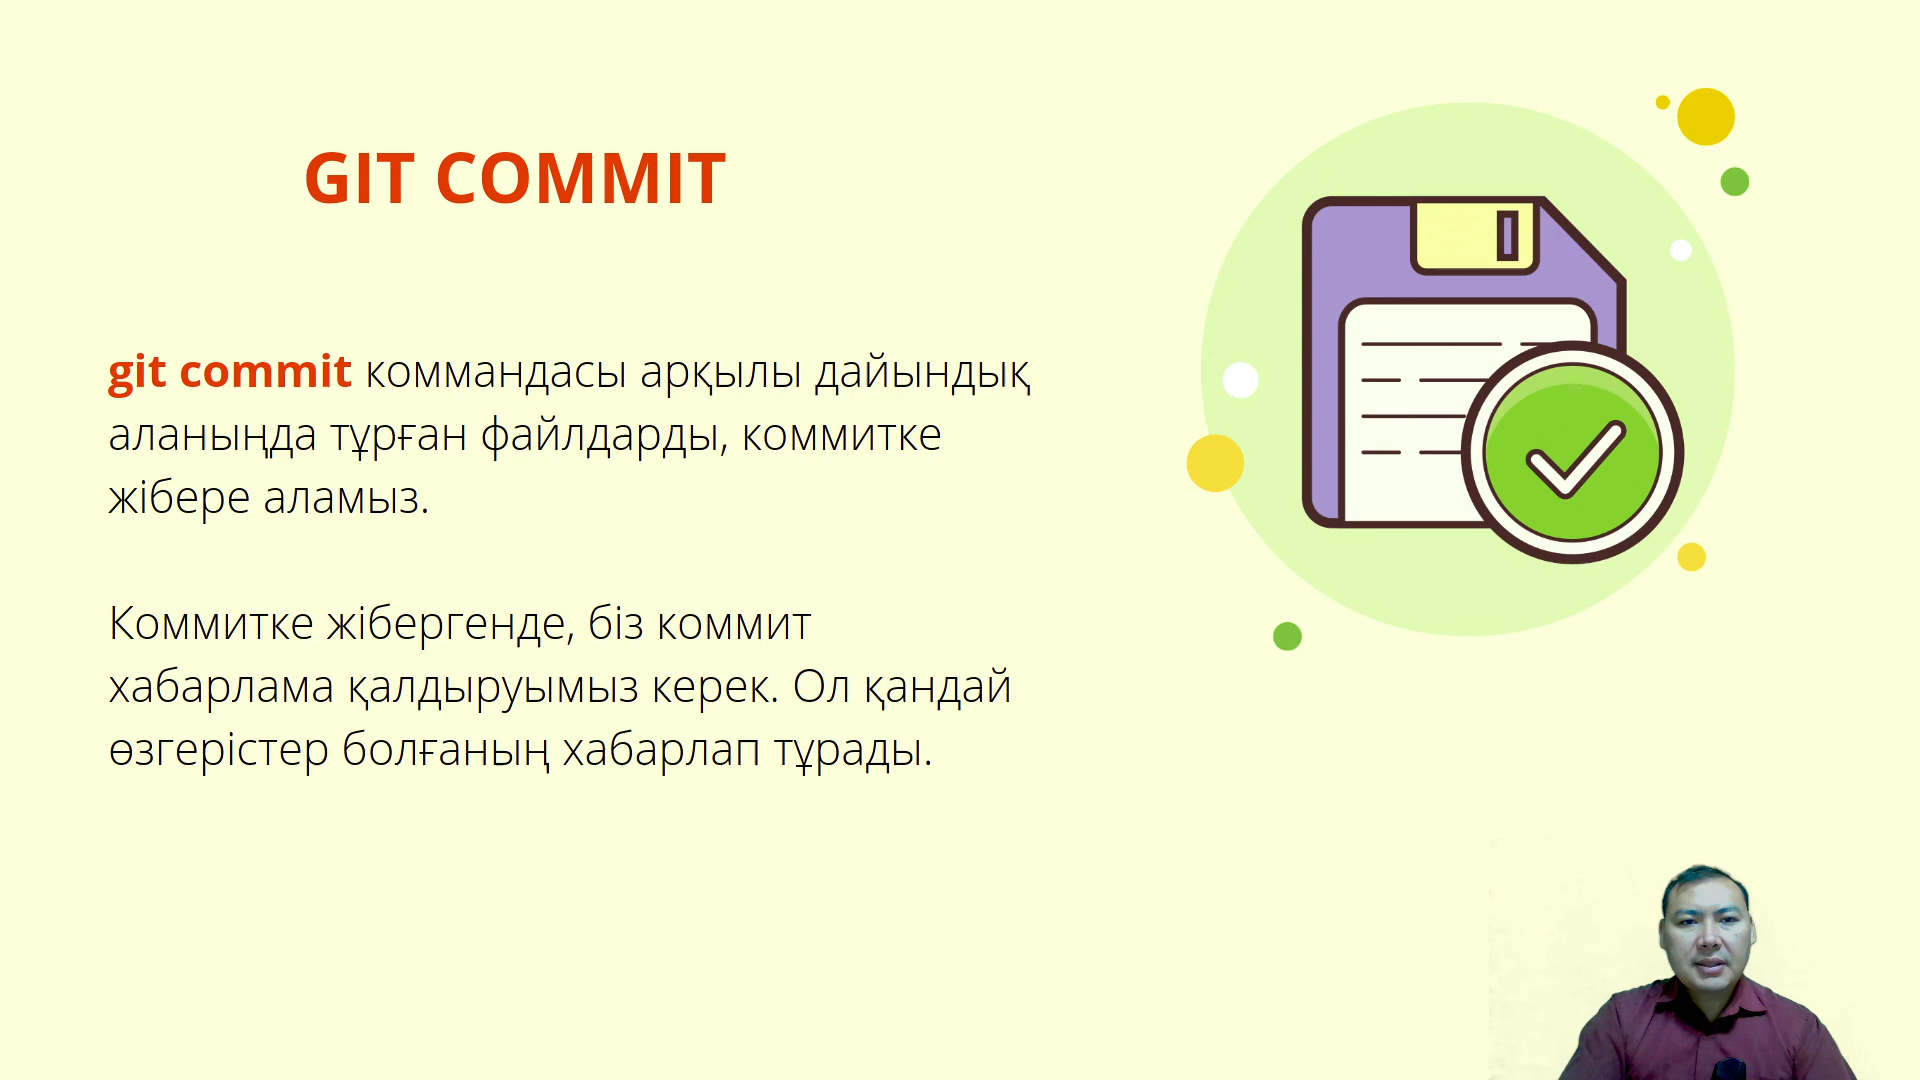 GIT COMMIT
git commit коммандасы арқылы дайындық
аланыңда тұрған файлдарды, коммитке
жібере аламыз.
Коммитке жібергенде, біз коммит
хабарлама қалдыруымыз керек. Ол қандай
өзгерістер болғаның хабарлап тұрады.